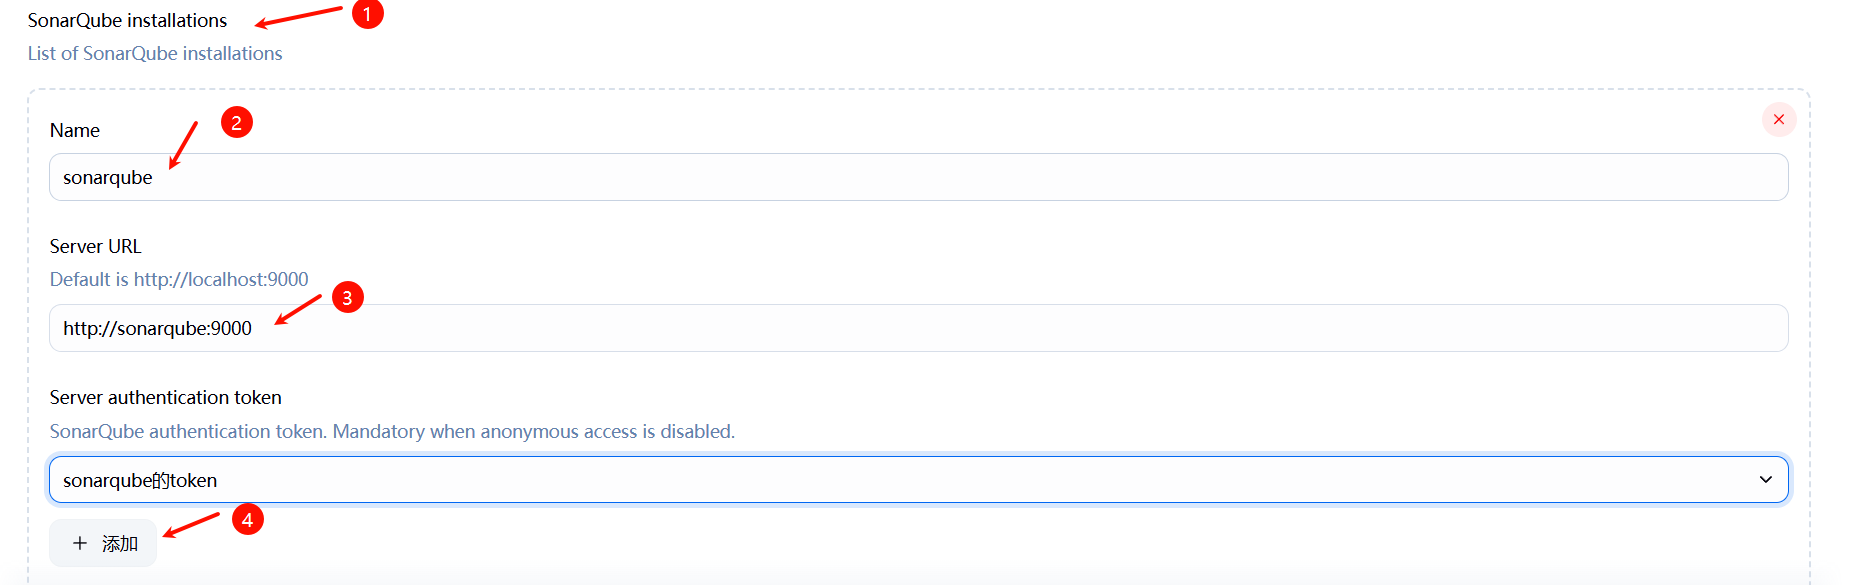 SonarQube installations
1
List of SonarQube installations
Name
2
sonarqube
Server URL
Default is http://localhost:9000
3
http://sonarqube:9000
Server authentication token
SonarQube authentication token. Mandatory when anonymous access is disabled.
sonarqube的token
4
+ 添加